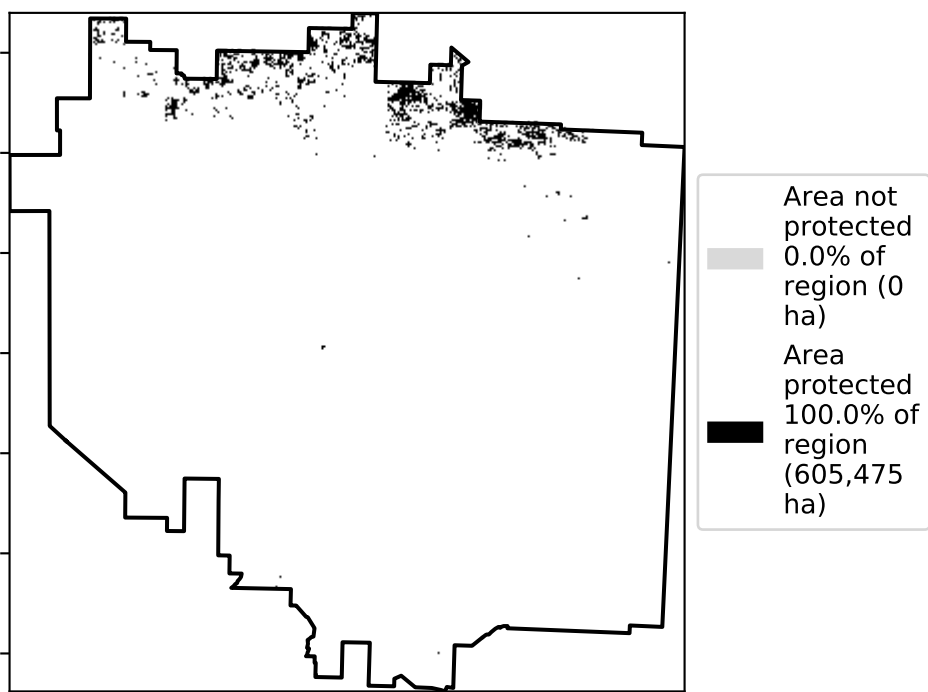 Area not
protected
0.0% of
region (0
ha)
Area
protected
100.0% of
region
(605,475
ha)